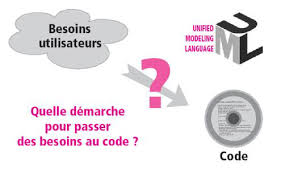 Besoins
utilisateurs
UNIFIED
MODELING
LANGUAGE
UML
?
Quelle démarche
pour passer
des besoins au code ?
Code